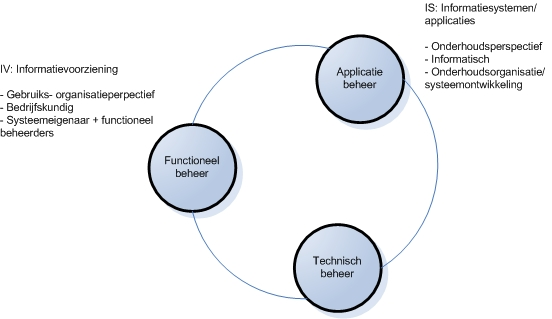 IS: Informatiesystemen/
applicaties
- Onderhoudsperspectief
- Informatisch
- Onderhoudsorganisatie/
systeemontwikkeling
IV: Informatievoorziening
- Gebruiks- organisatieperpectief
- Bedrijfskundig
- Systeemeigenaar + functioneel
beheerders
Applicatie
beheer
Functioneel
beheer
Technisch
beheer